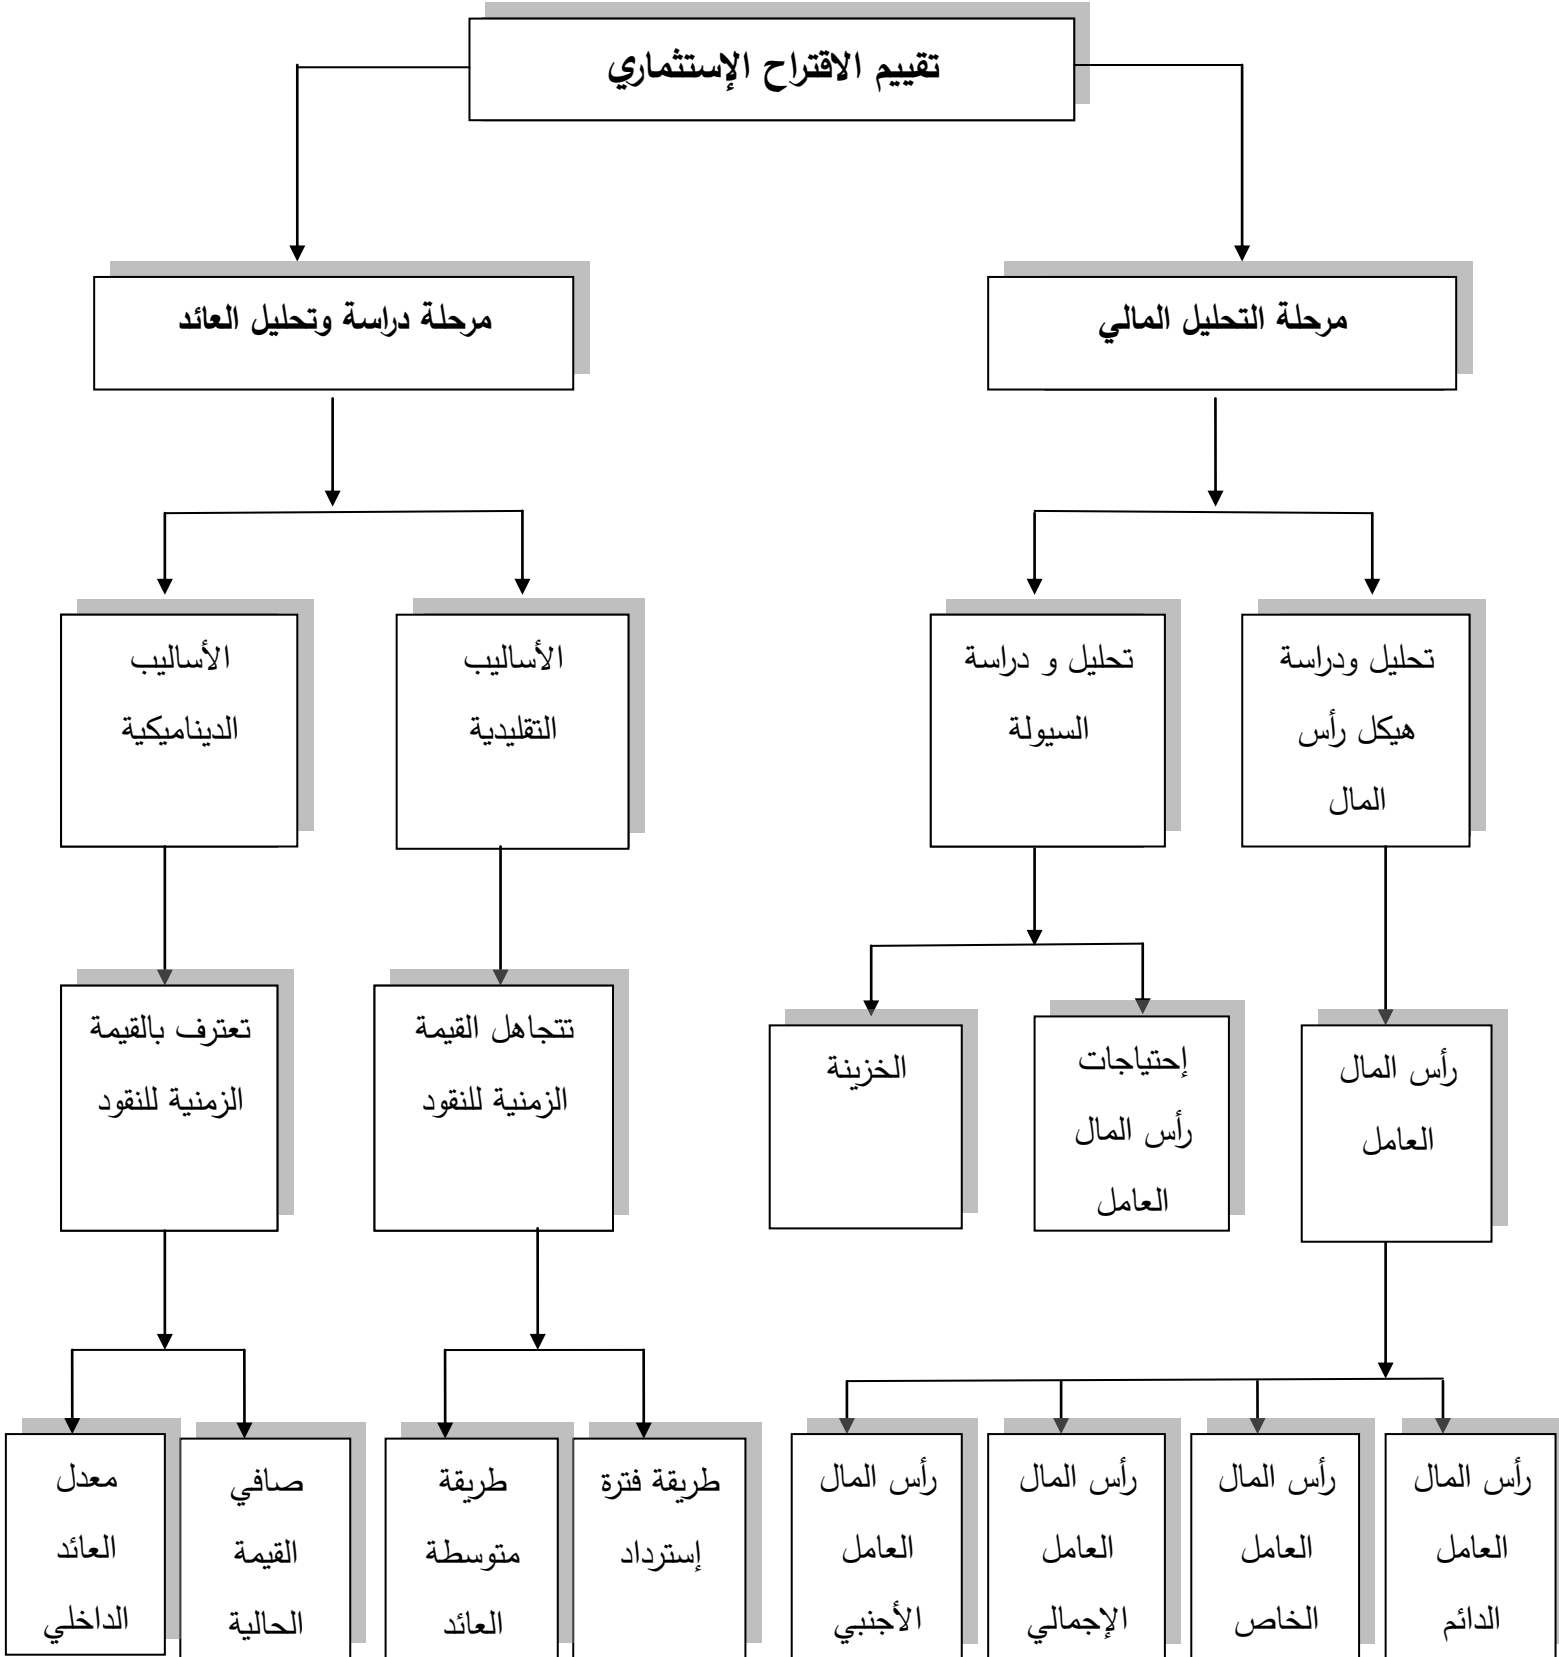 تقييم الاقتراح الإستثماري
مرحلة التحليل المالي
مرحلة دراسة وتحليل العائد
تحليل ودراسة
هيكل رأس
المال
تحليل و دراسة
السيولة
الأساليب
التقليدية
الأساليب
الديناميكية
رأس المال
العامل
إحتياجات
رأس المال
العامل
الخزينة
تتجاهل القيمة
الزمنية للنقود
تعترف بالقيمة
الزمنية للنقود
رأس المال
العامل
الدائم
رأس المال
العامل
الخاص
رأس المال
العامل
الإجمالي
رأس المال
العامل
الأجنبي
طريقة فترة
إسترداد
طريقة
متوسطة
العائد
صافي
القيمة
الحالية
معدل
العائد
الداخلي